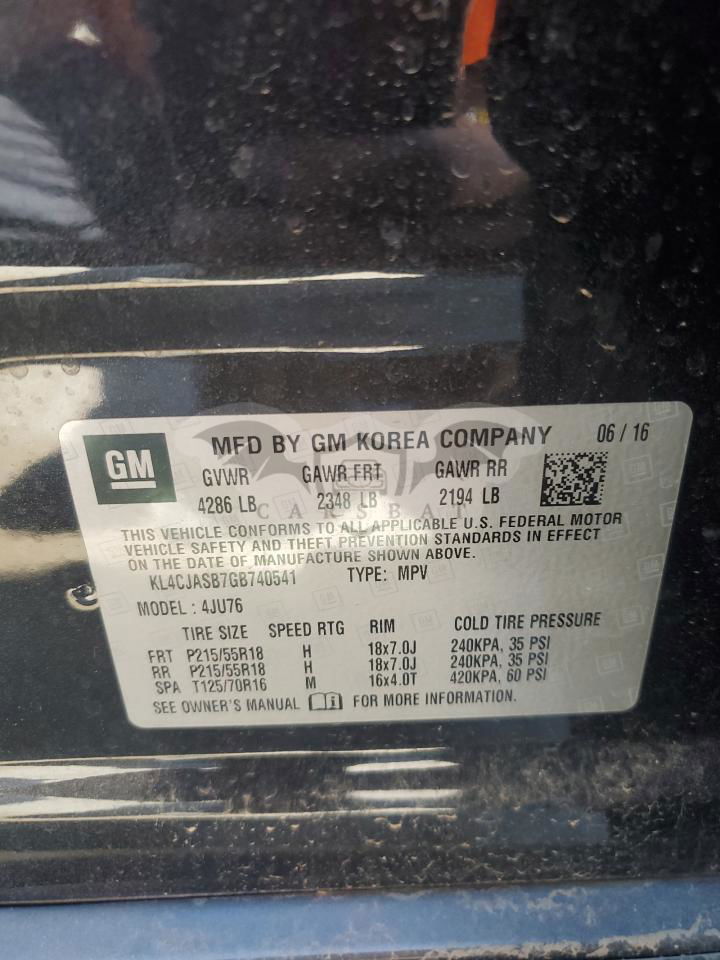 GM
MFD BY GM KOREA COMPANY 06 / 16
GVWR GAWR FRT GAWR RR
4286 LB 2348 LB 2194 LB
CARSBAT
THIS VEHICLE CONFORMS TO ALL APPLICABLE U.S. FEDERAL MOTOR
VEHICLE SAFETY AND THEFT PREVENTION STANDARDS IN EFFECT
ON THE DATE OF MANUFACTURE SHOWN ABOVE.
KL4CJASB7GB740541 TYPE: MPV
MODEL : 4JU76
TIRE SIZE SPEED RTG RIM COLD TIRE PRESSURE
FRT P215/55R18 H 18x7.0J 240KPA, 35 PSI
RR P215/55R18 H 18x7.0J 240KPA, 35 PSI
SPA T125/70R16 M 16x4.0T 420KPA, 60 PSI
SEE OWNER'S MANUAL FOR MORE INFORMATION.